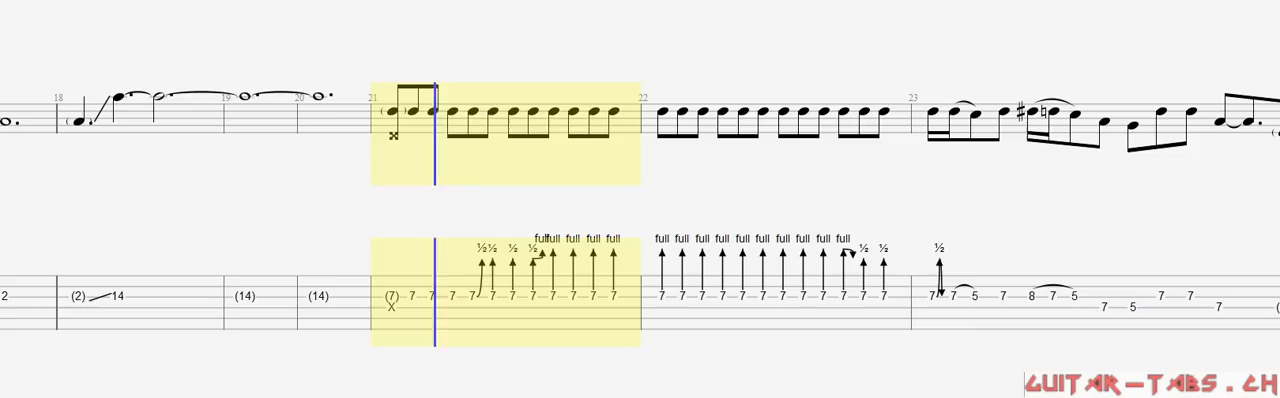 18 19 20 21 22 23
½ ½ ½ ½ full full full full full full full full full full full full full full full ½ ½ ½
2 (2) 14 (14) (14) (7) 7 7 7 7 7 7 7 7 7 7 7 7 7 7 7 7 7 7 7 7 7 7 7 7 7 7 5 7 8 7 5 7 7
X 7 5 7 (
GUITAR-TABS.CH